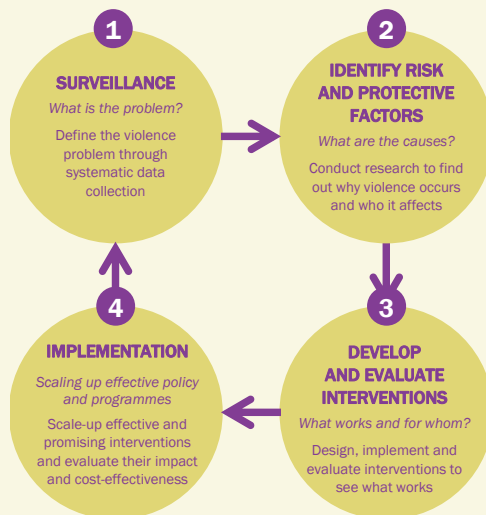 1
SURVEILLANCE
What is the problem?
Define the violence
problem through
systematic data
collection
2
IDENTIFY RISK
AND PROTECTIVE
FACTORS
What are the causes?
Conduct research to find
out why violence occurs
and who it affects
3
DEVELOP
AND EVALUATE
INTERVENTIONS
What works and for whom?
Design, implement and
evaluate interventions to
see what works
4
IMPLEMENTATION
Scaling up effective policy
and programmes
Scale-up effective and
promising interventions
and evaluate their impact
and cost-effectiveness